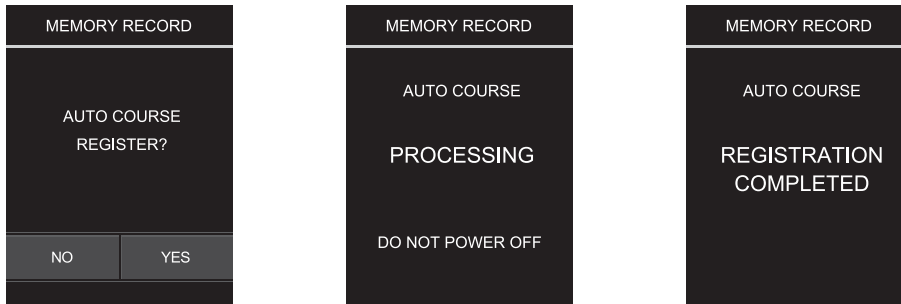 MEMORY RECORD
AUTO COURSE
REGISTER?
NO
YES
MEMORY RECORD
AUTO COURSE
PROCESSING
DO NOT POWER OFF
MEMORY RECORD
AUTO COURSE
REGISTRATION
COMPLETED